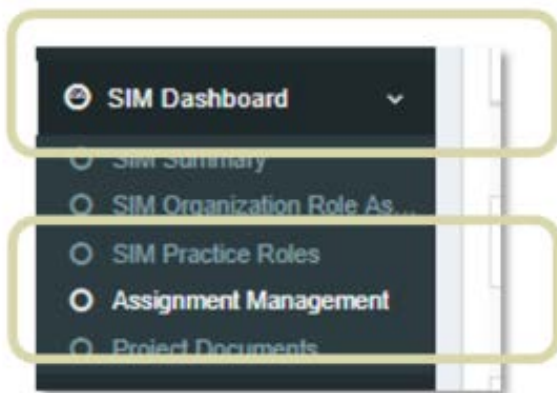 SIM Dashboard
SIM Summary
SIM Organization Role As...
SIM Practice Roles
Assignment Management
Project Documents